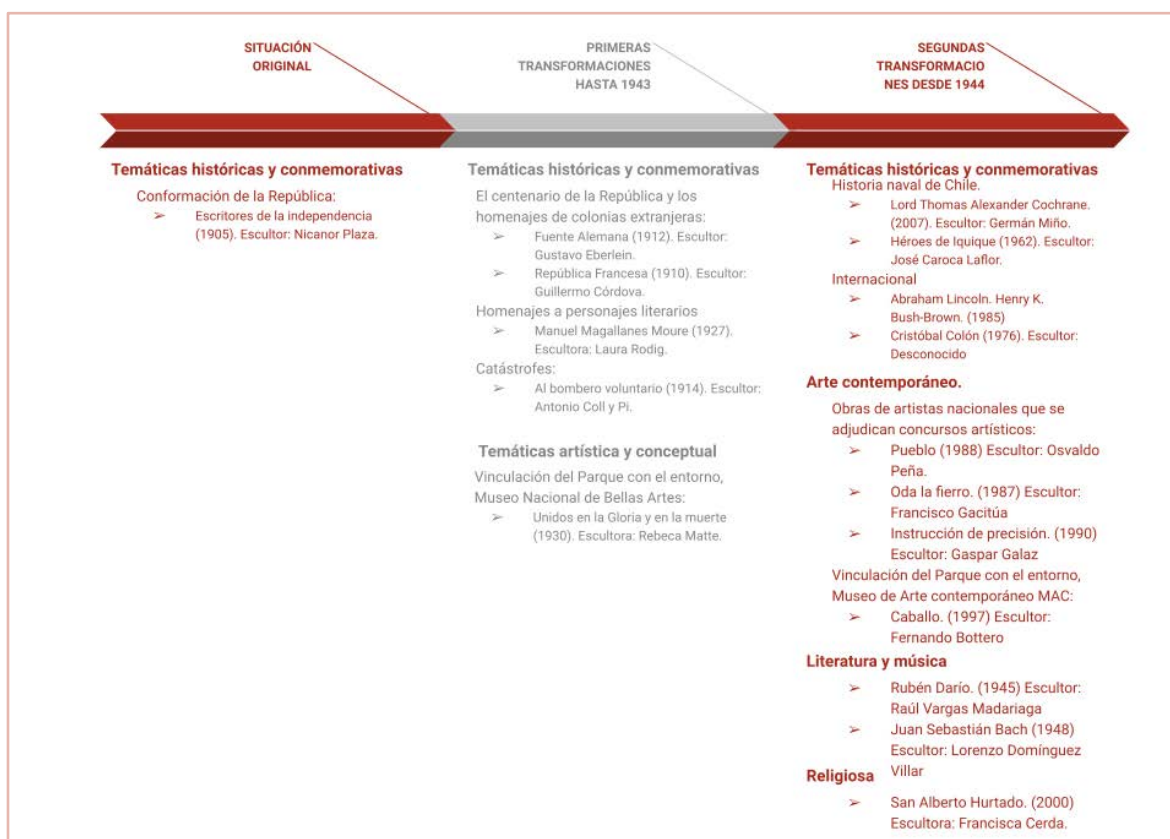 SITUACIÓN
ORIGINAL
PRIMERAS
TRANSFORMACIONES
HASTA 1943
SEGUNDAS
TRANSFORMACIO
NES DESDE 1944
Temáticas históricas y conmemorativas
Conformación de la República:
➢ Escritores de la independencia
(1905). Escultor: Nicanor Plaza.
Temáticas históricas y conmemorativas
El centenario de la República y los
homenajes de colonias extranjeras:
➢ Fuente Alemana (1912). Escultor:
Gustavo Eberlein.
➢ República Francesa (1910). Escultor:
Guillermo Córdova.
Homenajes a personajes literarios
➢ Manuel Magallanes Moure (1927).
Escultora: Laura Rodig.
Catástrofes:
➢ Al bombero voluntario (1914). Escultor:
Antonio Coll y Pi.
Temáticas artística y conceptual
Vinculación del Parque con el entorno,
Museo Nacional de Bellas Artes:
➢ Unidos en la Gloria y en la muerte
(1930). Escultora: Rebeca Matte.
Temáticas históricas y conmemorativas
Historia naval de Chile.
➢ Lord Thomas Alexander Cochrane.
(2007). Escultor: Germán Miño.
➢ Héroes de Iquique (1962). Escultor:
José Caroca Laflor.
Internacional
➢ Abraham Lincoln. Henry K.
Bush-Brown. (1985)
➢ Cristóbal Colón (1976). Escultor:
Desconocido
Arte contemporáneo.
Obras de artistas nacionales que se
adjudican concursos artísticos:
➢ Pueblo (1988) Escultor: Osvaldo
Peña.
➢ Oda la fierro. (1987) Escultor:
Francisco Gacitúa
➢ Instrucción de precisión. (1990)
Escultor: Gaspar Galaz
Vinculación del Parque con el entorno,
Museo de Arte contemporáneo MAC:
➢ Caballo. (1997) Escultor:
Fernando Bottero
Literatura y música
➢ Rubén Darío. (1945) Escultor:
Raúl Vargas Madariaga
➢ Juan Sebastián Bach (1948)
Escultor: Lorenzo Domínguez
Villar
Religiosa
➢ San Alberto Hurtado. (2000)
Escultora: Francisca Cerda.